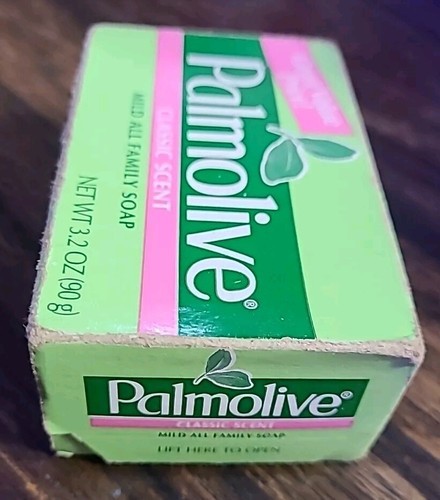 Palmolive®
CLASSIC SCENT
MILD ALL FAMILY SOAP
NET WT 3.2 OZ (90 g)
Palmolive®
CLASSIC SCENT
MILD ALL FAMILY SOAP
LIFT HERE TO OPEN